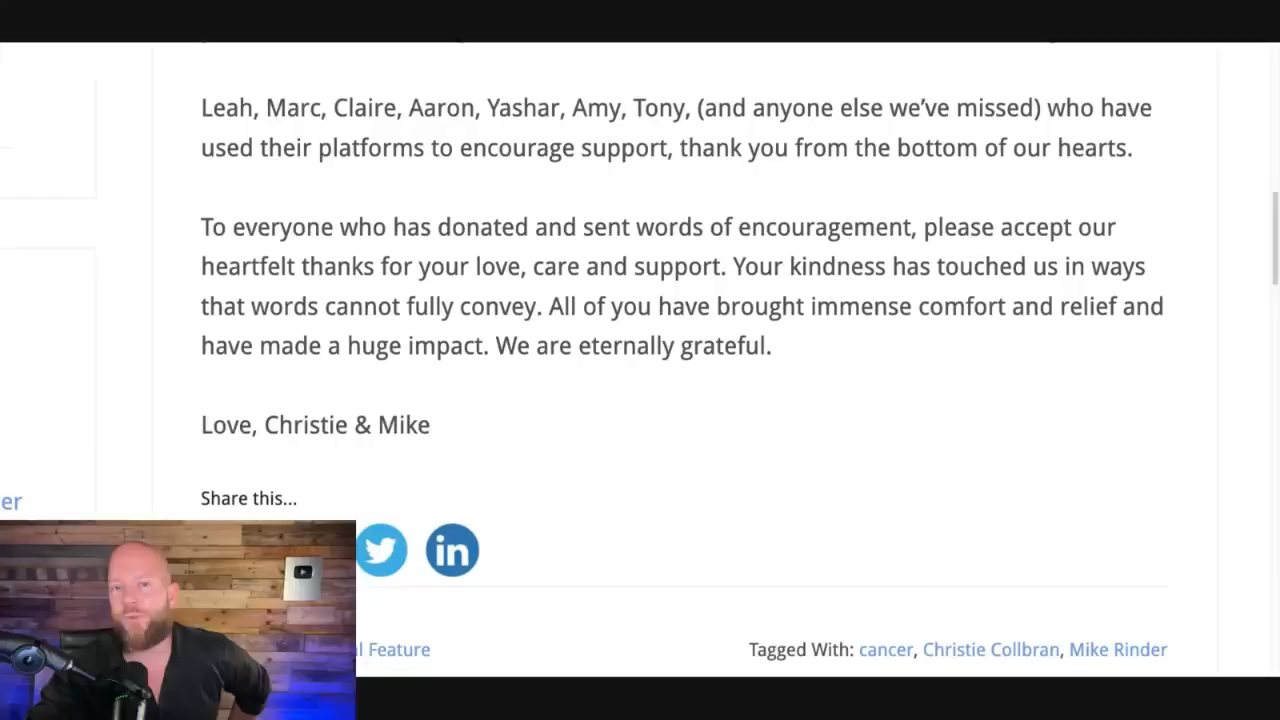 Leah, Marc, Claire, Aaron, Yashar, Amy, Tony, (and anyone else we’ve missed) who have
used their platforms to encourage support, thank you from the bottom of our hearts.
To everyone who has donated and sent words of encouragement, please accept our
heartfelt thanks for your love, care and support. Your kindness has touched us in ways
that words cannot fully convey. All of you have brought immense comfort and relief and
have made a huge impact. We are eternally grateful.
Love, Christie & Mike
Share this...
er
in
l Feature
Tagged With: cancer, Christie Collbran, Mike Rinder